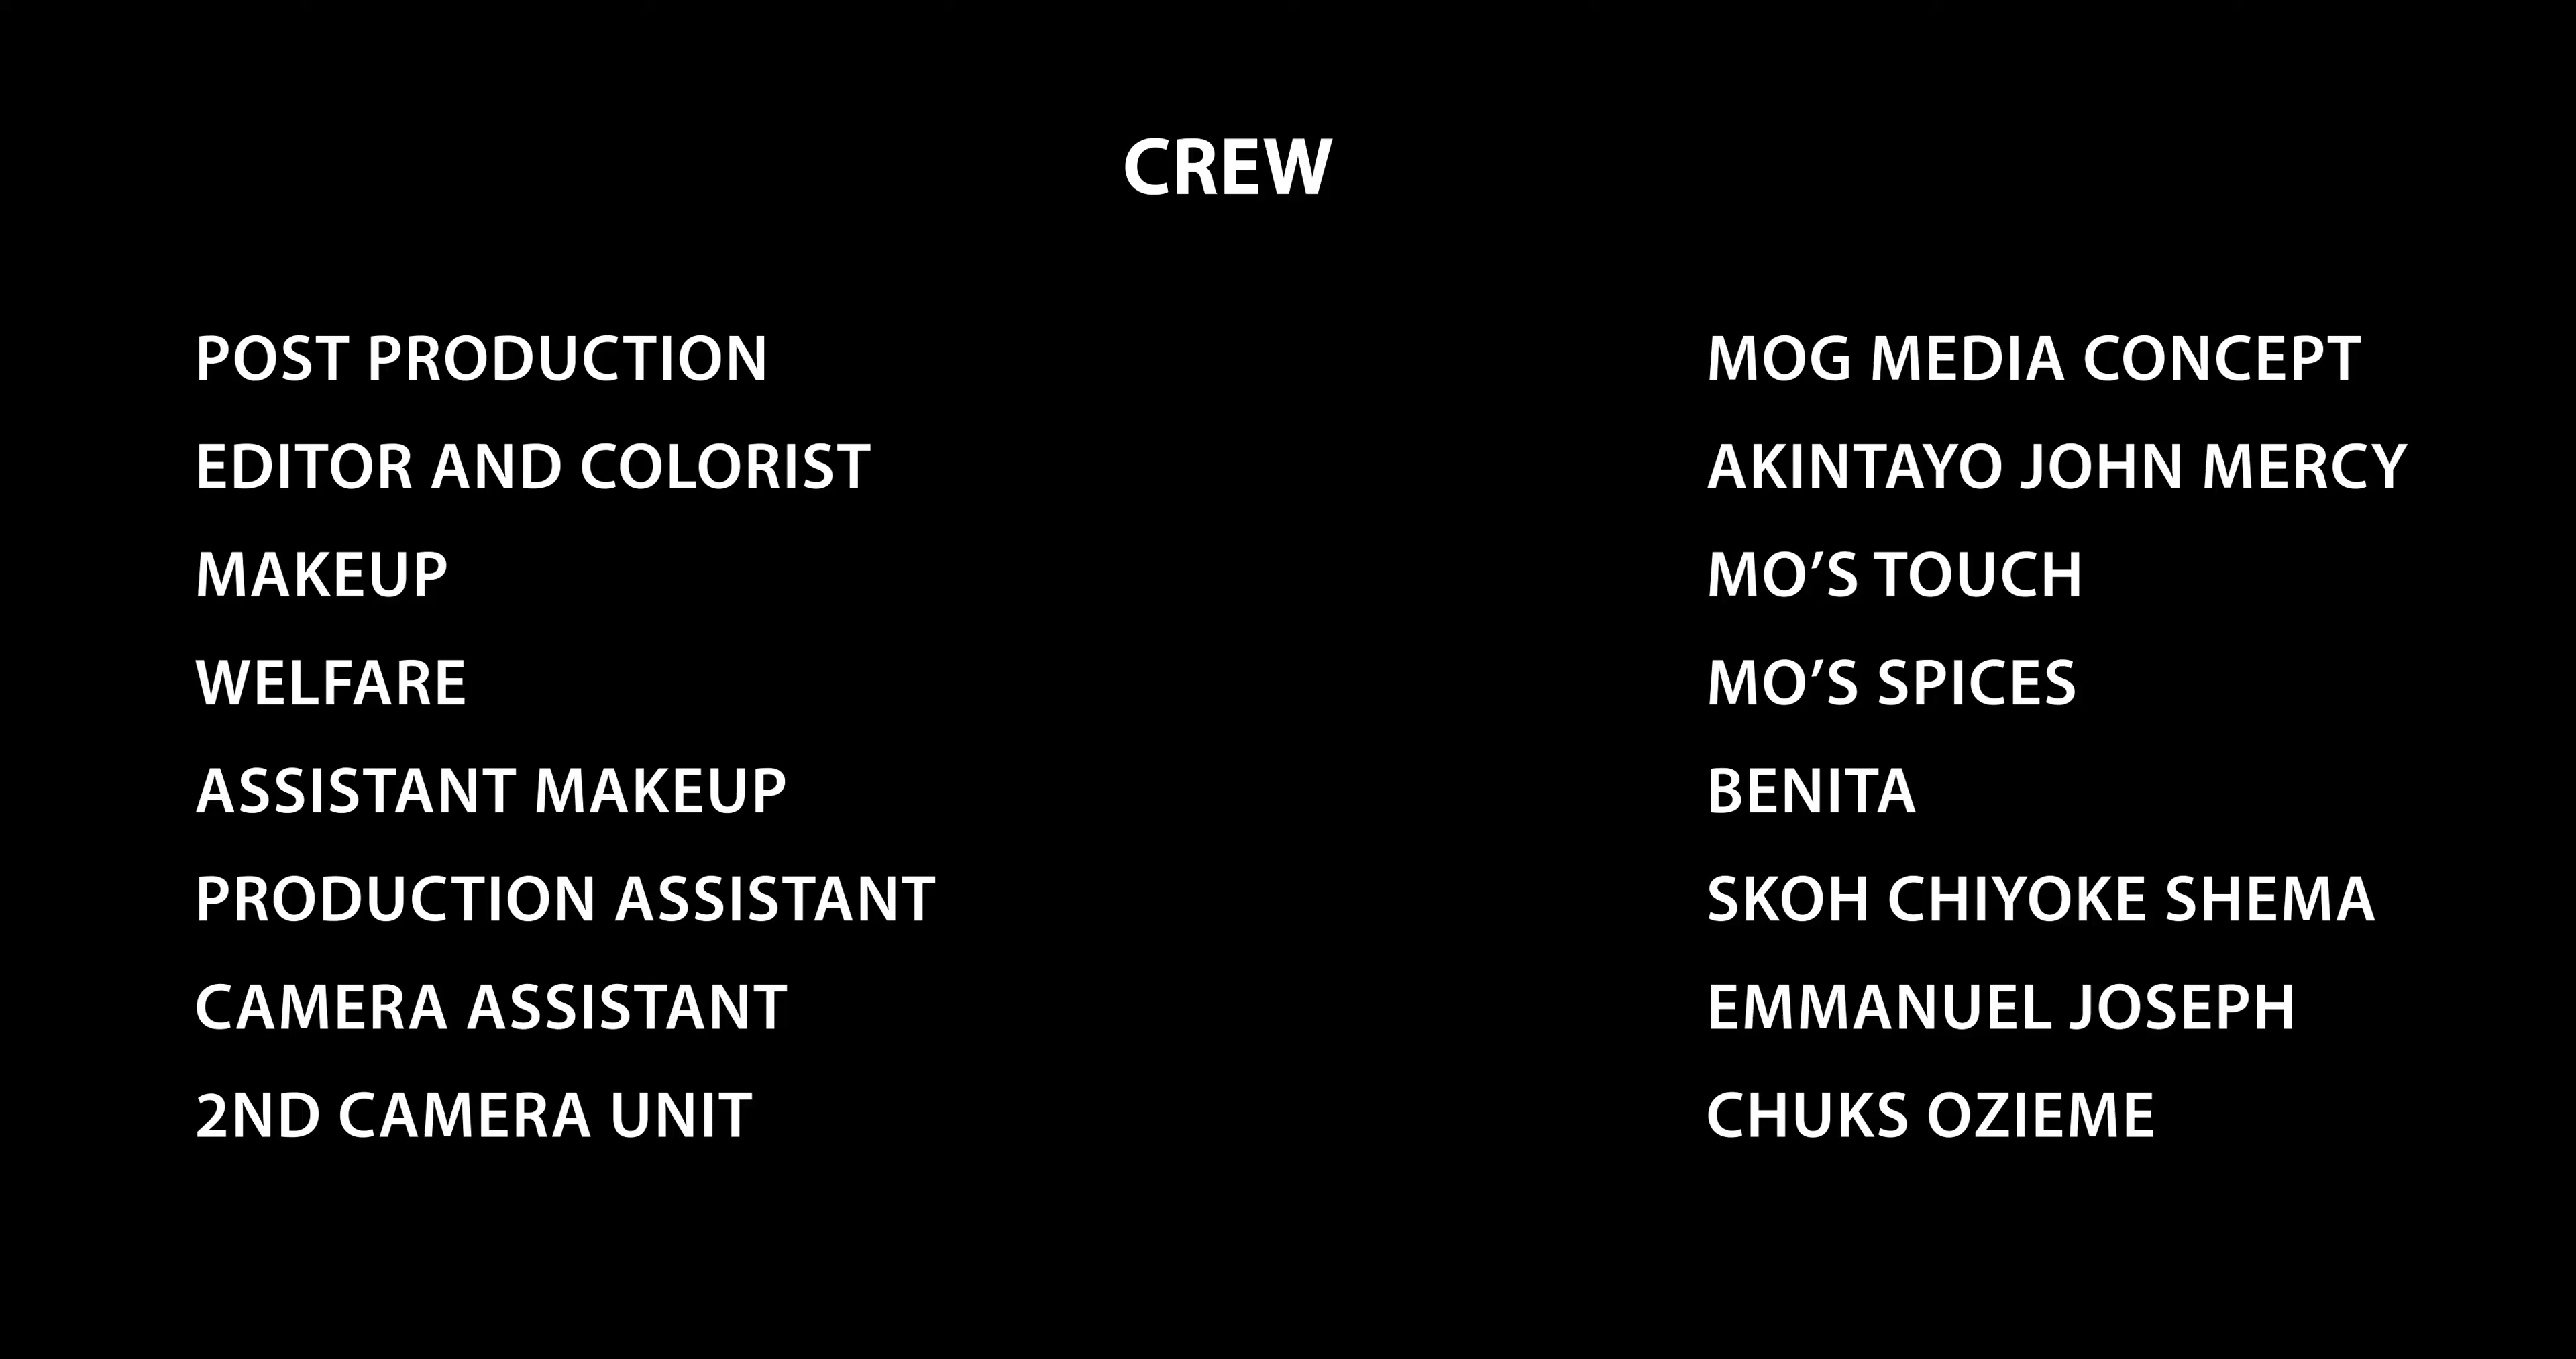 CREW
POST PRODUCTION MOG MEDIA CONCEPT
EDITOR AND COLORIST AKINTAYO JOHN MERCY
MAKEUP MO’S TOUCH
WELFARE MO’S SPICES
ASSISTANT MAKEUP BENITA
PRODUCTION ASSISTANT SKOH CHIYOKE SHEMA
CAMERA ASSISTANT EMMANUEL JOSEPH
2ND CAMERA UNIT CHUKS OZIEME